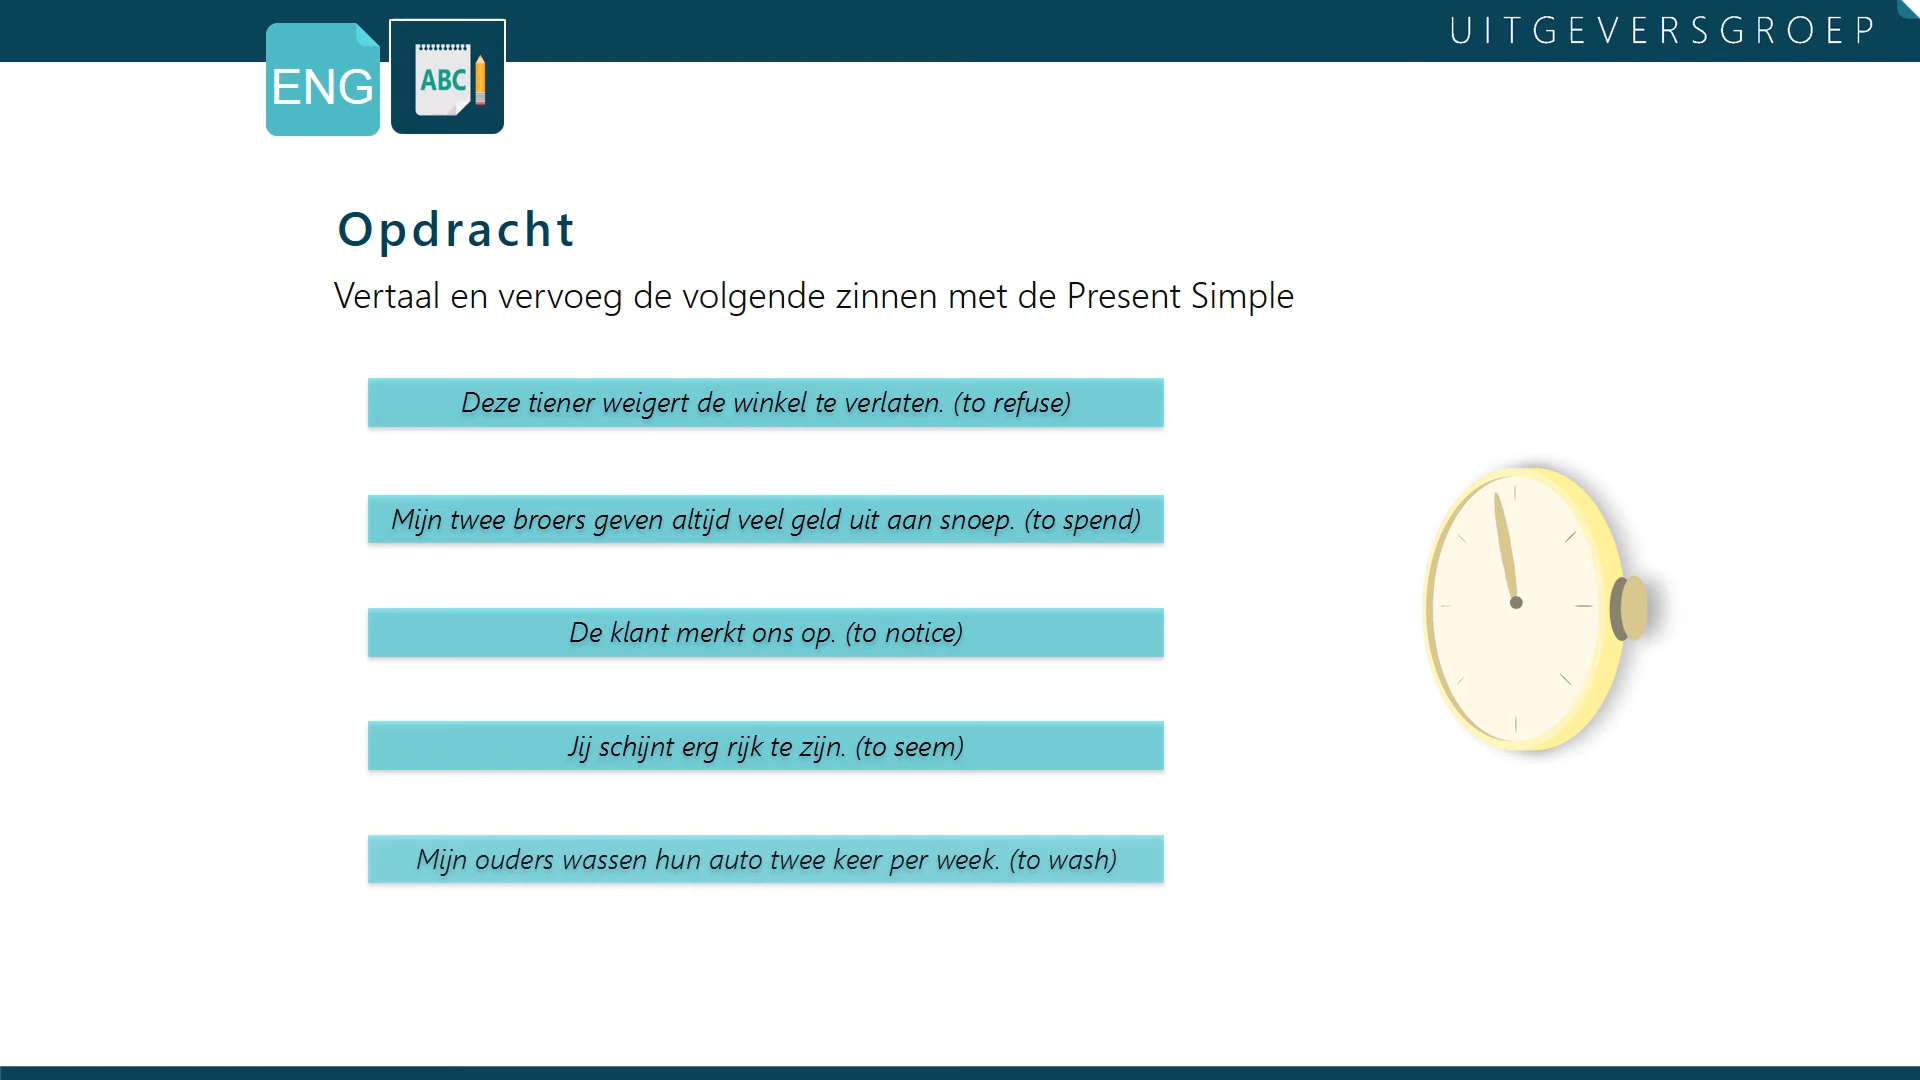 UITGEVERSGROEP
ENG
ABC
Opdracht
Vertaal en vervoeg de volgende zinnen met de Present Simple
Deze tiener weigert de winkel te verlaten. (to refuse)
Mijn twee broers geven altijd veel geld uit aan snoep. (to spend)
De klant merkt ons op. (to notice)
Jij schijnt erg rijk te zijn. (to seem)
Mijn ouders wassen hun auto twee keer per week. (to wash)